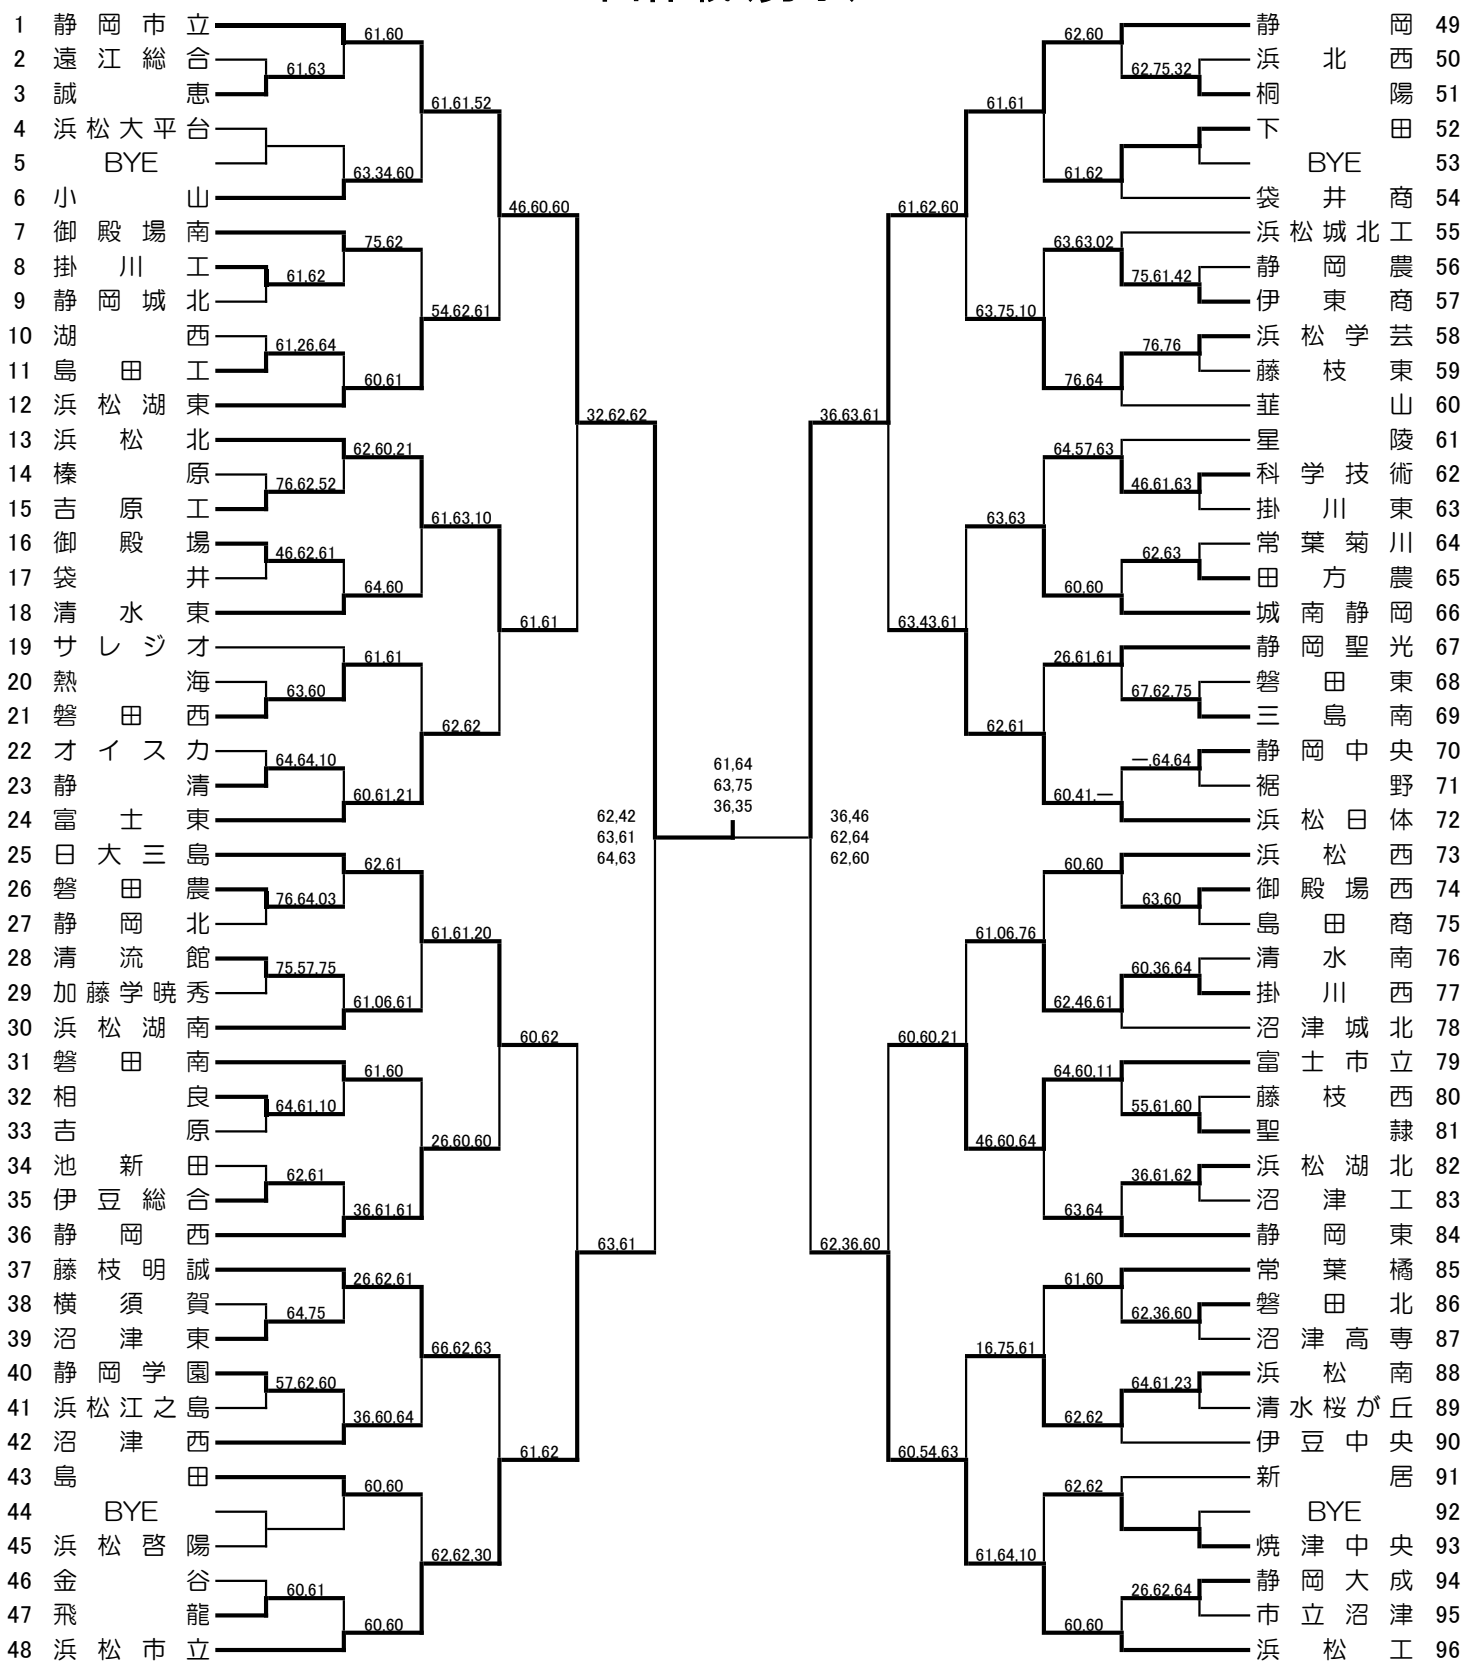 1 静岡市立
2 遠江総合
3 誠恵
4 浜松大平台
5 BYE
6 小山
7 御殿場南
8 掛川工
9 静岡城北
10 湖西
11 島田工
12 浜松湖東
13 浜松北
14 榛原
15 吉原工
16 御殿場
17 袋井
18 清水東
19 サレジオ
20 熱海
21 磐田西
22 オイスカ
23 静清
24 富士東
25 日大三島
26 磐田農
27 静岡北
28 清流館
29 加藤学暁秀
30 浜松湖南
31 磐田南
32 相良
33 吉原
34 池新田
35 伊豆総合
36 静岡西
37 藤枝明誠
38 横須賀
39 沼津東
40 静岡学園
41 浜松江之島
42 沼津西
43 島田
44 BYE
45 浜松啓陽
46 金谷
47 飛龍
48 浜松市立
61.63
61.62
61,26,64
76,62,52
46,62,61
63,60
64,64,10
76,64,03
75,57,75
64,61,10
62,61
64,75
57,62,60
60,61
61,60
63,34,60
75,62
60,61
62,60,21
64,60
61,61
60,61,21
62,61
61,06,61
61,60
36,61,61
26,62,61
36,60,64
60,60
60,60
61,61,52
54,62,61
61,63,10
62,62
61,61,20
26,60,60
66,62,63
62,62,30
46,60,60
61,61
60,62
61,62
32,62,62
63,61
62,42
63,61
64,63
61,64
63,75
36,35
36,46
62,64
62,60
36,63,61
62,36,60
61,62,60
63,43,61
60,60,21
60,54,63
61,61
63,75,10
63,63
62,61
61,06,76
46,60,64
16,75,61
61,64,10
62,60
61,62
63,63,02
76,64
64,57,63
60,60
26,61,61
60,41,—
60,60
62,46,61
64,60,11
63,64
61,60
62,62
62,62
60,60
62,75,32
75,61,42
76,76
46,61,63
62,63
67,62,75
—,64,64
63,60
60,36,64
55,61,60
36,61,62
62,36,60
64,61,23
26,62,64
静岡 49
浜北西 50
桐陽 51
下田 52
BYE 53
袋井商 54
浜松城北工 55
静岡農 56
伊東商 57
浜松学芸 58
藤枝東 59
韮山 60
星陵 61
科学技術 62
掛川東 63
常葉菊川 64
田方農 65
城南静岡 66
静岡聖光 67
磐田東 68
三島南 69
静岡中央 70
裾野 71
浜松日体 72
浜松西 73
御殿場西 74
島田商 75
清水南 76
掛川西 77
沼津城北 78
富士市立 79
藤枝西 80
聖隷 81
浜松湖北 82
沼津工 83
静岡東 84
常葉橘 85
磐田北 86
沼津高専 87
浜松南 88
清水桜が丘 89
伊豆中央 90
新居 91
BYE 92
焼津中央 93
静岡大成 94
市立沼津 95
浜松工 96